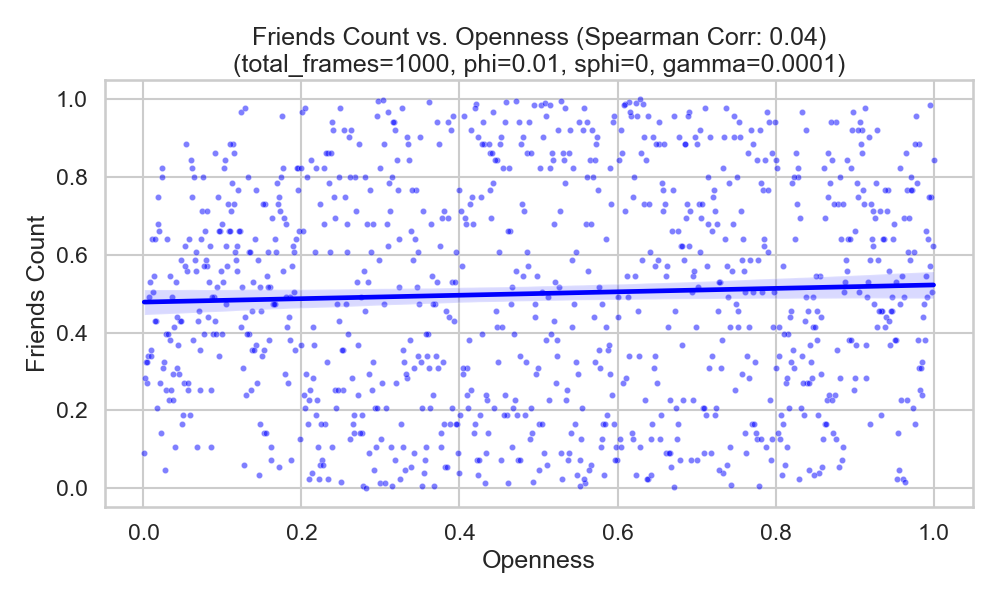 Friends Count vs. Openness (Spearman Corr: 0.04)
(total_frames=1000, phi=0.01, sphi=0, gamma=0.0001)
1.0
0.8
0.6
0.4
0.2
0.0
Friends Count
0.0 0.2 0.4 0.6 0.8 1.0
Openness